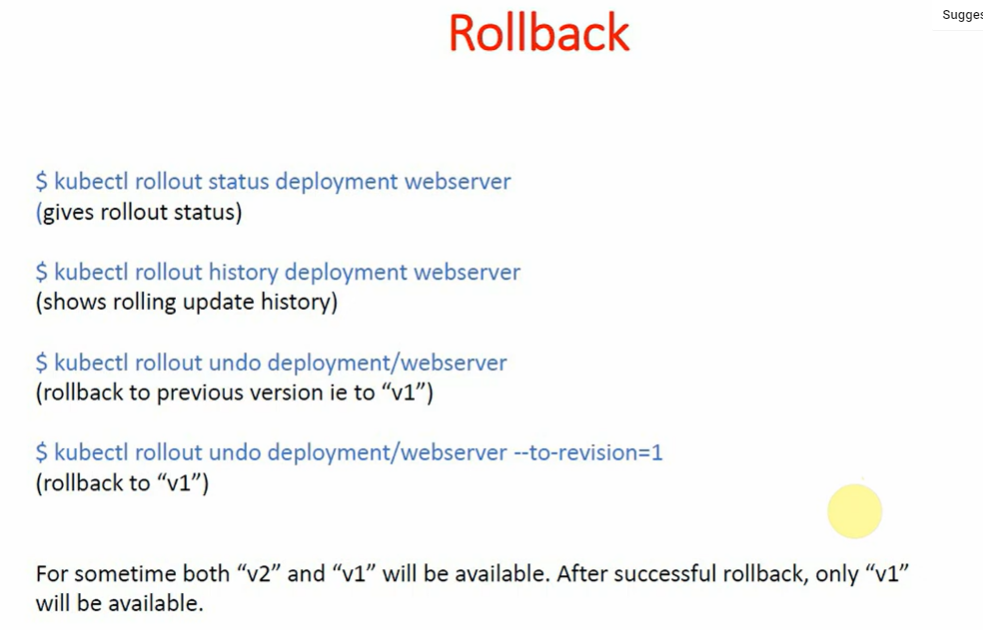 Rollback
$ kubectl rollout status deployment webserver
(gives rollout status)
$ kubectl rollout history deployment webserver
(shows rolling update history)
$ kubectl rollout undo deployment/webserver
(rollback to previous version ie to “v1”)
$ kubectl rollout undo deployment/webserver --to-revision=1
(rollback to “v1”)
For sometime both “v2” and “v1” will be available. After successful rollback, only “v1”
will be available.